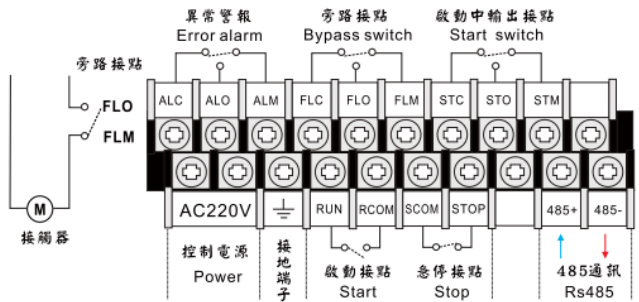 異常警報
Error alarm
旁路接點
Bypass switch
啟動中輸出接點
Start switch
旁路接點
FLO
FLM
M
接觸器
ALC ALO ALM FLC FLO FLM STC STO STM
AC220V RUN RCOM SCOM STOP 485+ 485-
控制電源
Power
接地端子
啟動接點
Start
急停接點
Stop
485通訊
Rs485